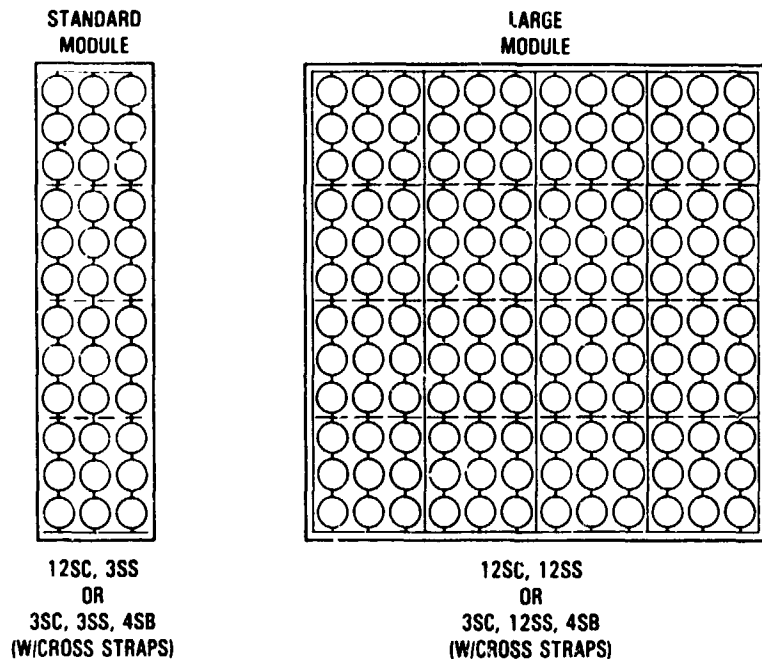 STANDARD
MODULE
12SC, 3SS
OR
3SC, 3SS, 4SB
(W/CROSS STRAPS)
LARGE
MODULE
12SC, 12SS
OR
3SC, 12SS, 4SB
(W/CROSS STRAPS)